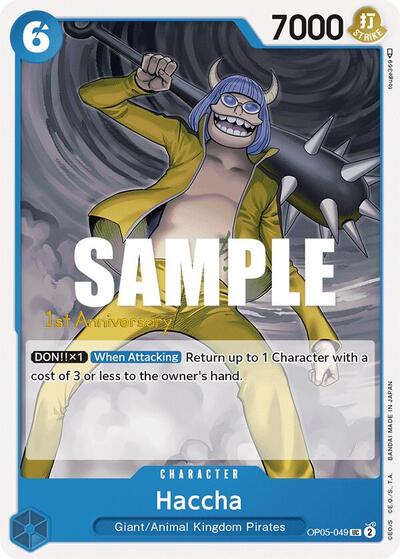 6
7000
打
STRIKE
fouge369
SAMPLE
1st Anniversary
DON!!×1 When Attacking Return up to 1 Character with a
cost of 3 or less to the owner's hand.
©E.O./S., T.A. BANDAI MADE IN JAPAN
©EO/S
CHARACTER
Haccha
Giant/Animal Kingdom Pirates
OP05-049 UC 2